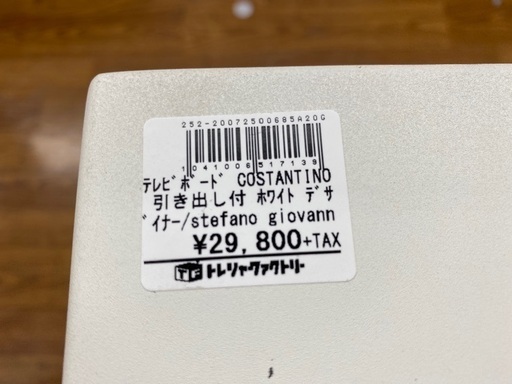 252-20072500685A20G
1041006517139
ﾃﾚﾋﾞﾎﾞｰﾄﾞ COSTANTINO
引き出し付 ﾎﾜｲﾄ ﾃﾞｻ
ﾞｲﾅｰ/stefano giovann
¥29,800+TAX
TF トレジャーファクトリー